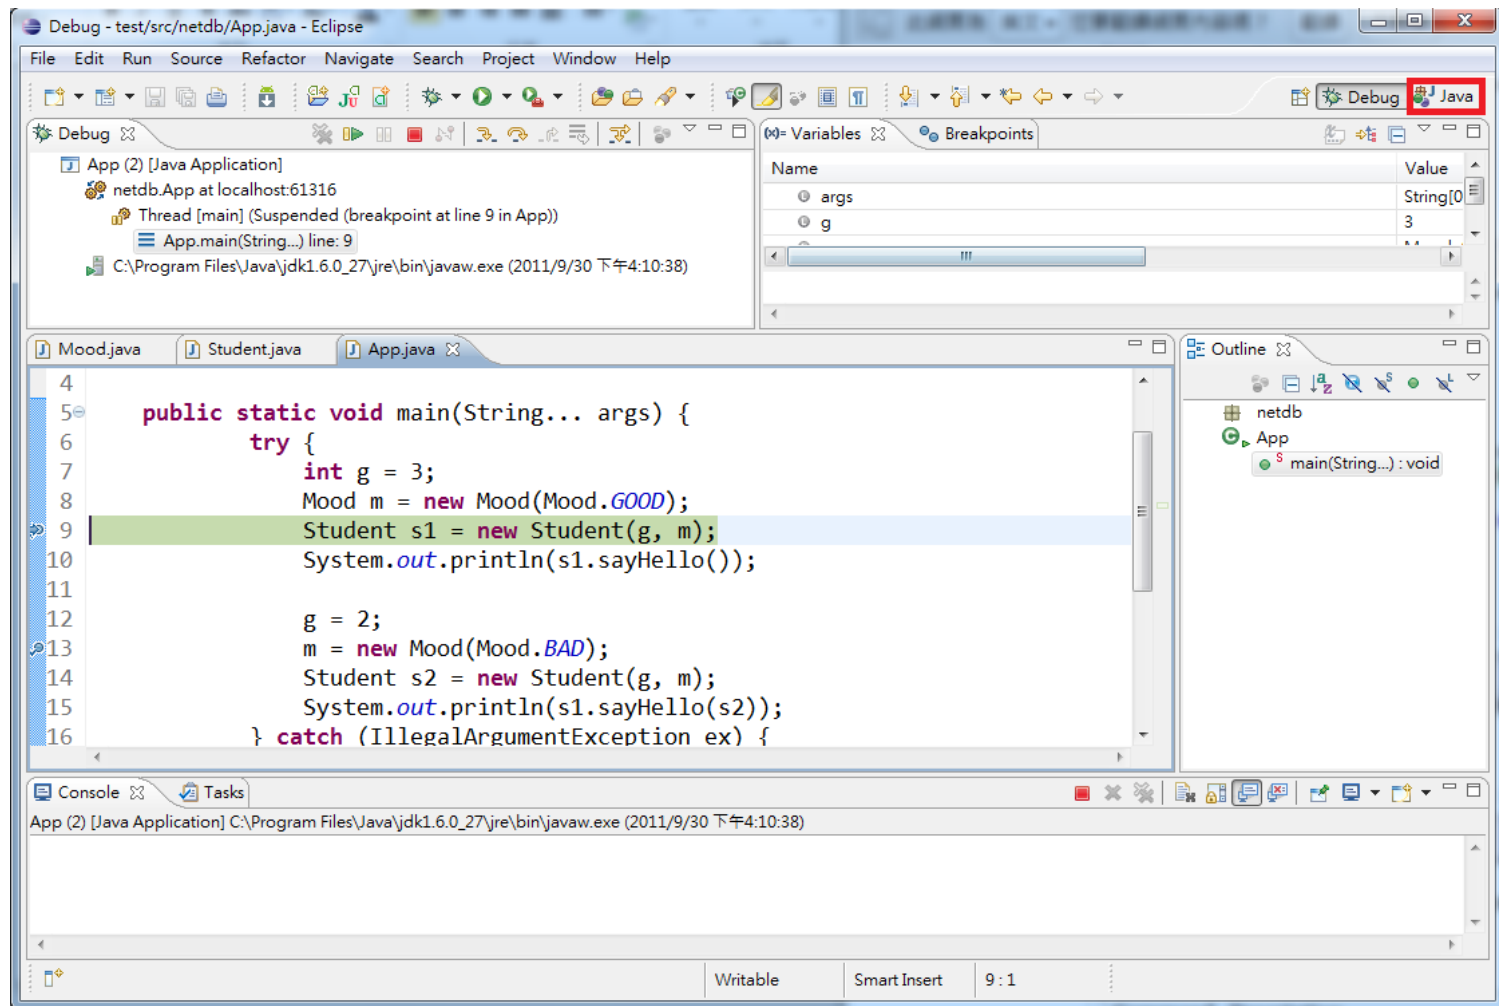 Debug - test/src/netdb/App.java - Eclipse
File Edit Run Source Refactor Navigate Search Project Window Help
Debug Java
Debug
App (2) [Java Application]
netdb.App at localhost:61316
Thread [main] (Suspended (breakpoint at line 9 in App))
App.main(String...) line: 9
C:\Program Files\Java\jdk1.6.0_27\jre\bin\javaw.exe (2011/9/30 下午4:10:38)
(x)= Variables Breakpoints
Name Value
args String[0
g 3
Mood.java Student.java App.java
4
5 public static void main(String... args) {
6 try {
7 int g = 3;
8 Mood m = new Mood(Mood.GOOD);
9 Student s1 = new Student(g, m);
10 System.out.println(s1.sayHello());
11
12 g = 2;
13 m = new Mood(Mood.BAD);
14 Student s2 = new Student(g, m);
15 System.out.println(s1.sayHello(s2));
16 } catch (IllegalArgumentException ex) {
Outline
netdb
App
main(String...) : void
Console Tasks
App (2) [Java Application] C:\Program Files\Java\jdk1.6.0_27\jre\bin\javaw.exe (2011/9/30 下午4:10:38)
Writable Smart Insert 9 : 1